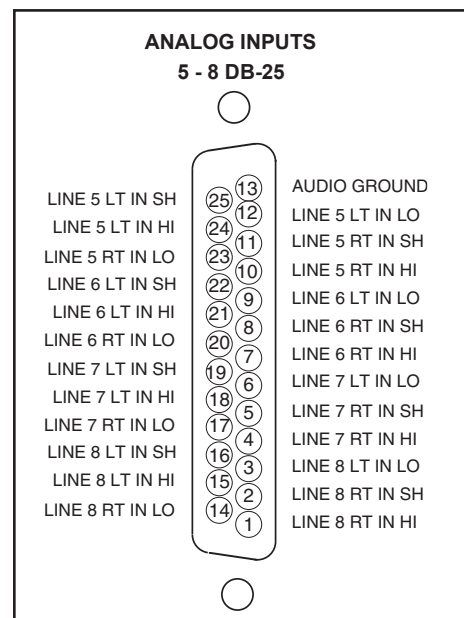 ANALOG INPUTS
5 - 8 DB-25
LINE 5 LT IN SH
LINE 5 LT IN HI
LINE 5 RT IN LO
LINE 6 LT IN SH
LINE 6 LT IN HI
LINE 6 RT IN LO
LINE 7 LT IN SH
LINE 7 LT IN HI
LINE 7 RT IN LO
LINE 8 LT IN SH
LINE 8 LT IN HI
LINE 8 RT IN LO
25
24
23
22
21
20
19
18
17
16
15
14
13
12
11
10
9
8
7
6
5
4
3
2
1
AUDIO GROUND
LINE 5 LT IN LO
LINE 5 RT IN SH
LINE 5 RT IN HI
LINE 6 LT IN LO
LINE 6 RT IN SH
LINE 6 RT IN HI
LINE 7 LT IN LO
LINE 7 RT IN SH
LINE 7 RT IN HI
LINE 8 LT IN LO
LINE 8 RT IN SH
LINE 8 RT IN HI